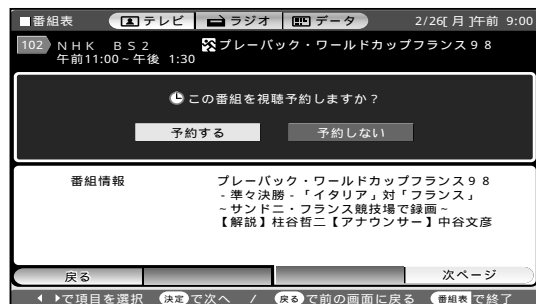 ■番組表 テレビ ラジオ データ 2/26[月]午前 9:00
102 NHK BS2 プレーバック・ワールドカップフランス98
午前11:00~午後 1:30
この番組を視聴予約しますか?
予約する 予約しない
番組情報 プレーバック・ワールドカップフランス98
-準々決勝-「イタリア」対「フランス」
~サンドニ・フランス競技場で録画~
【解説】柱谷哲二【アナウンサー】中谷文彦
戻る 次ページ
で項目を選択 決定で次へ / 戻るで前の画面に戻る 番組表で終了